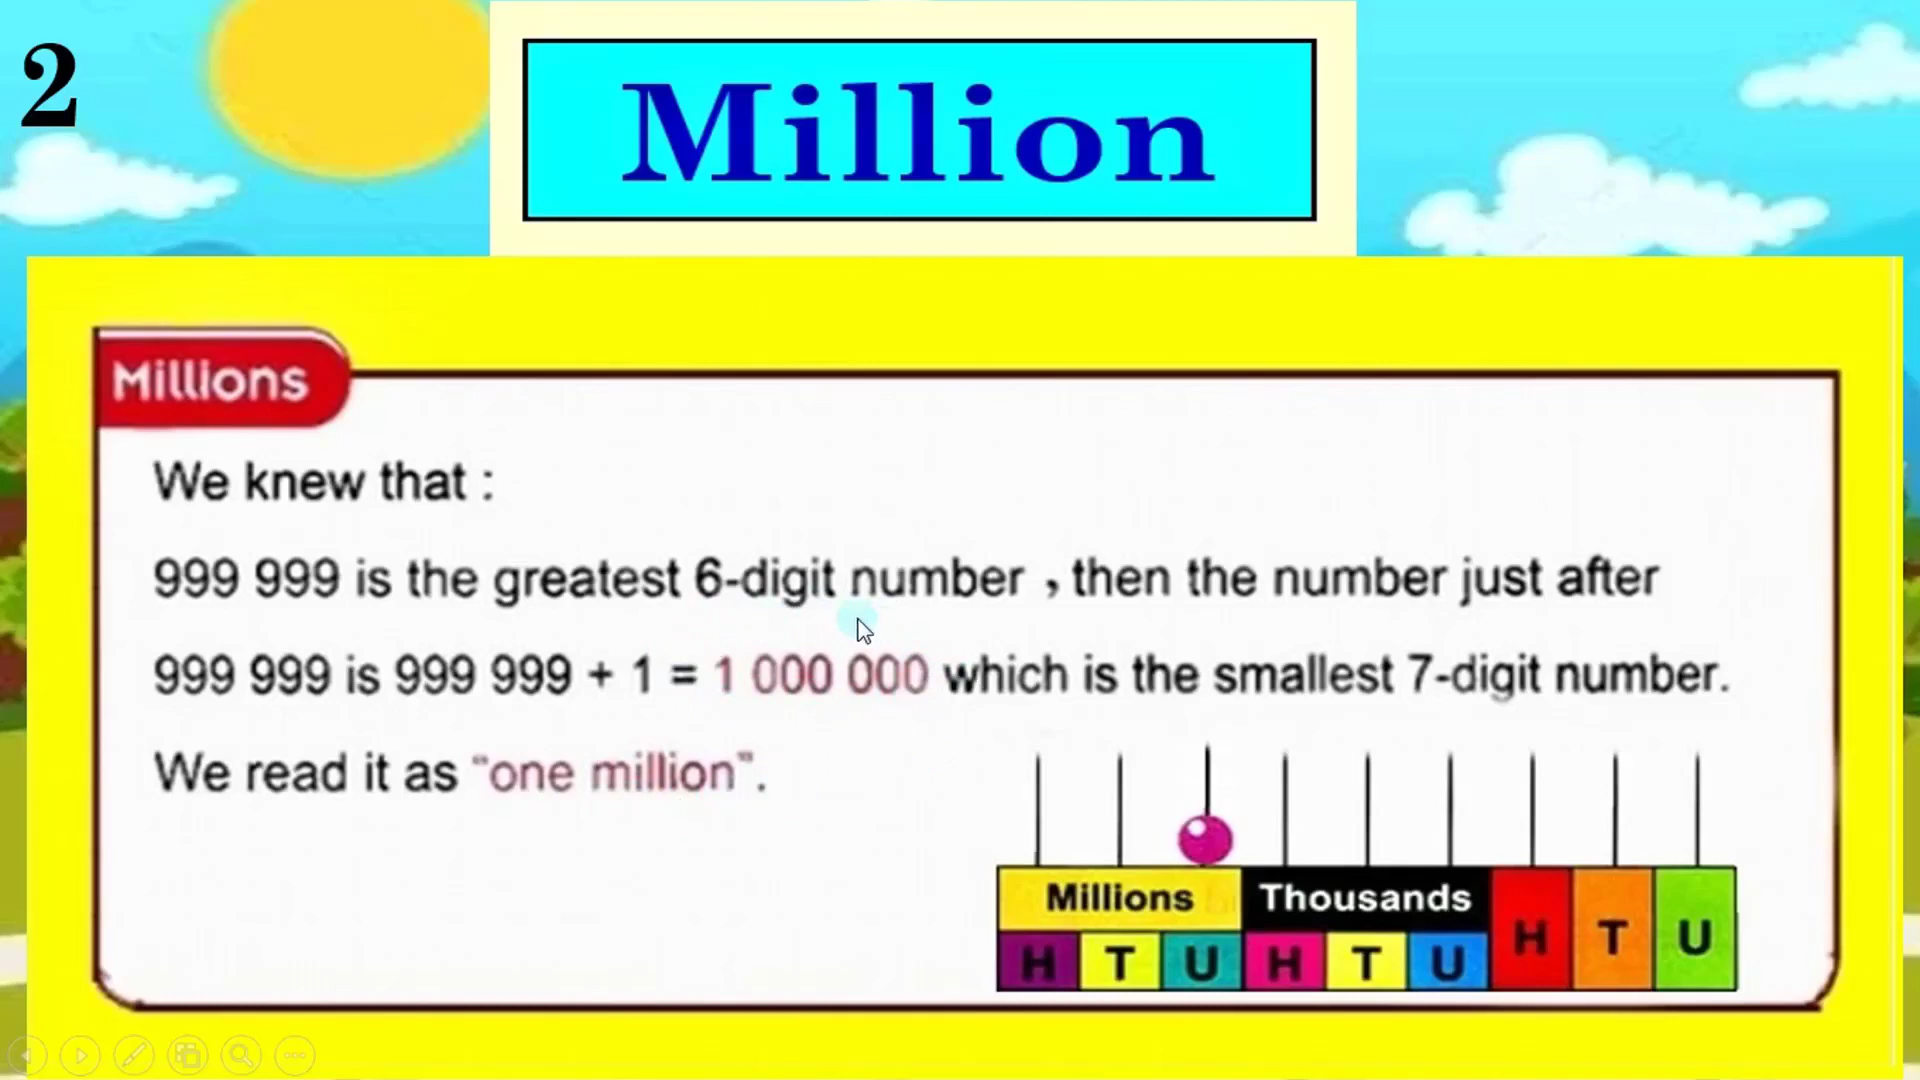 2
Million
Millions
We knew that :
999 999 is the greatest 6-digit number , then the number just after
999 999 is 999 999 + 1 = 1 000 000 which is the smallest 7-digit number.
We read it as "one million".
Millions Thousands
H T U H T U H T U